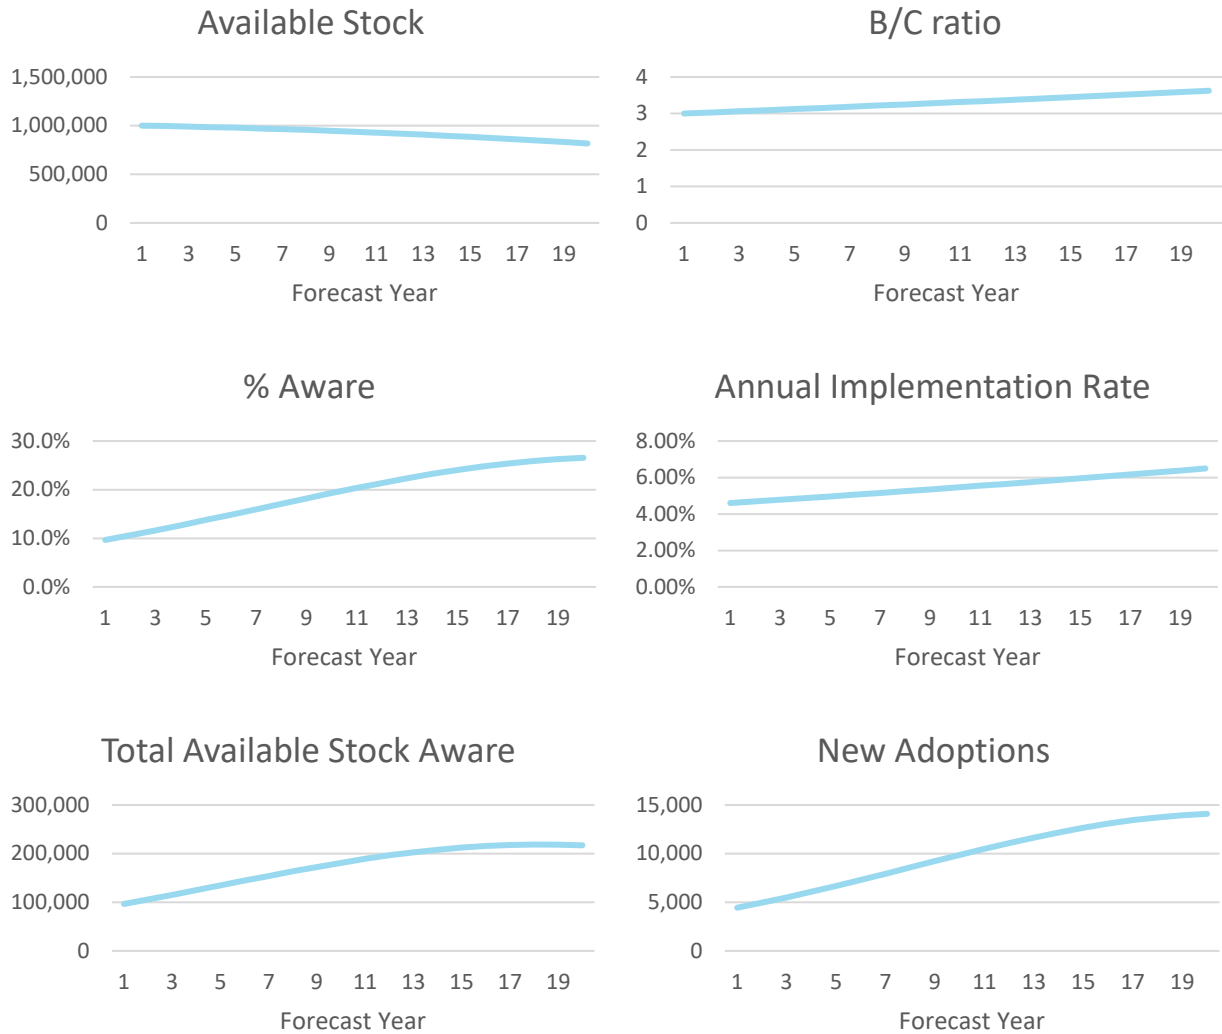 Available Stock
1,500,000
1,000,000
500,000
0
1 3 5 7 9 11 13 15 17 19
Forecast Year
B/C ratio
4
3
2
1
0
1 3 5 7 9 11 13 15 17 19
Forecast Year
% Aware
30.0%
20.0%
10.0%
0.0%
1 3 5 7 9 11 13 15 17 19
Forecast Year
Annual Implementation Rate
8.00%
6.00%
4.00%
2.00%
0.00%
1 3 5 7 9 11 13 15 17 19
Forecast Year
Total Available Stock Aware
300,000
200,000
100,000
0
1 3 5 7 9 11 13 15 17 19
Forecast Year
New Adoptions
15,000
10,000
5,000
0
1 3 5 7 9 11 13 15 17 19
Forecast Year